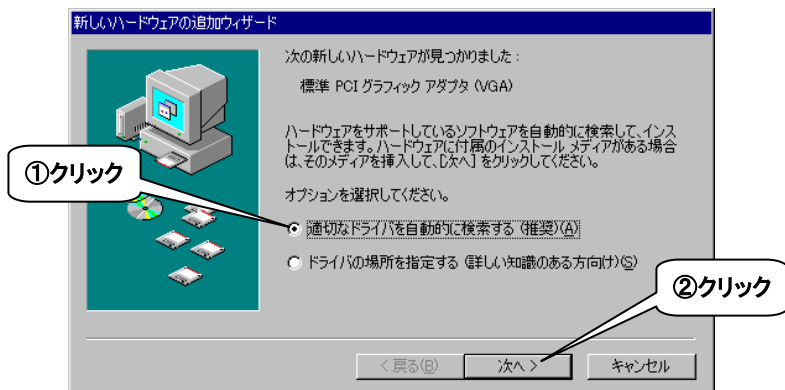 新しいハードウェアの追加ウィザード
次の新しいハードウェアが見つかりました :
標準 PCI グラフィック アダプタ (VGA)
ハードウェアをサポートしているソフトウェアを自動的に検索して、インス
トールできます。ハードウェアに付属のインストール メディアがある場合
は、そのメディアを挿入して、[次へ] をクリックしてください。
①クリック
オプションを選択してください。
適切なドライバを自動的に検索する (推奨)(A)
ドライバの場所を指定する (詳しい知識のある方向け)(S)
②クリック
< 戻る(B)
次へ >
キャンセル